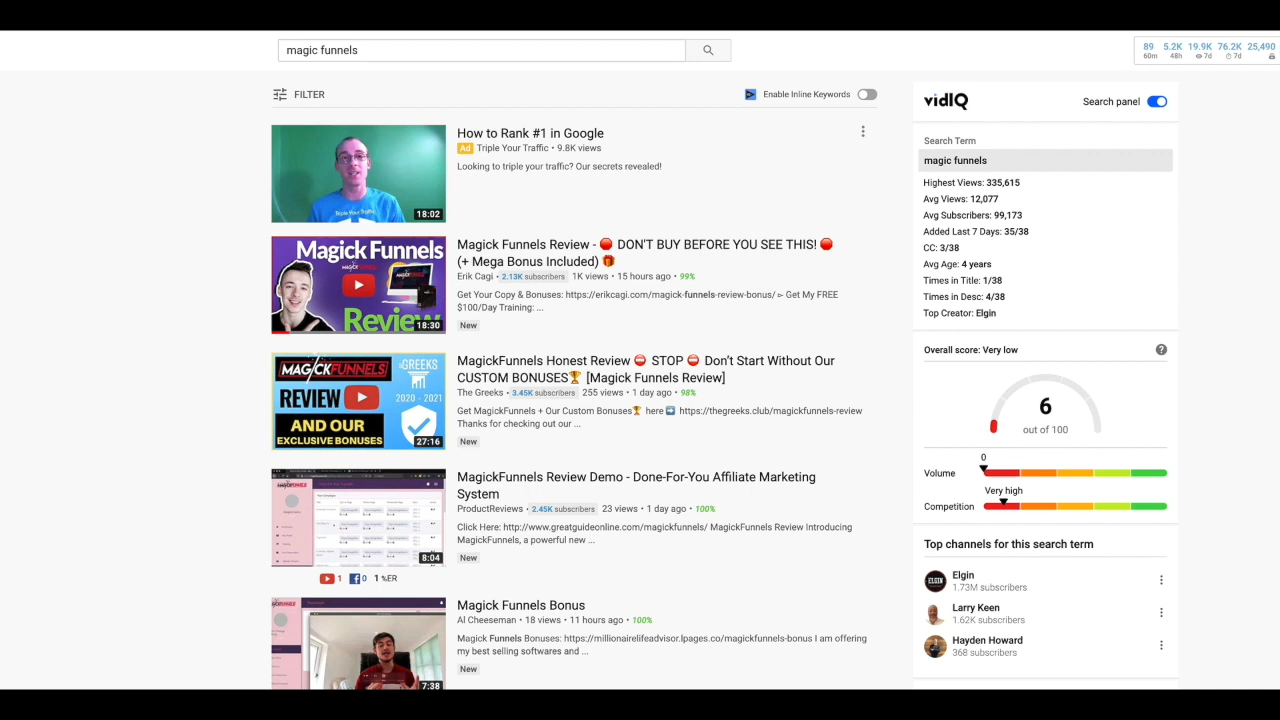 magic funnels
89 5.2K 19.9K 76.2K 25,490
60m 48h 7d 7d
FILTER
Enable Inline Keywords
How to Rank #1 in Google
Ad Triple Your Traffic • 9.8K views
Looking to triple your traffic? Our secrets revealed!
Triple Your Traffic
18:02
Magick Funnels
Review
18:30
Magick Funnels Review - 🛑 DON'T BUY BEFORE YOU SEE THIS! 🛑
(+ Mega Bonus Included) 🎁
Erik Cagi • 2.13K subscribers 1K views • 15 hours ago • 99%
Get Your Copy & Bonuses: https://erikcagi.com/magick-funnels-review-bonus/ ▻ Get My FREE
$100/Day Training: ...
New
MAGICKFUNNELS
REVIEW
AND OUR
EXCLUSIVE BONUSES
GREEKS
2020 - 2021
27:16
MagickFunnels Honest Review ⛔ STOP ⛔ Don't Start Without Our
CUSTOM BONUSES🏆 [Magick Funnels Review]
The Greeks • 3.45K subscribers 255 views • 1 day ago • 98%
Get MagickFunnels + Our Custom Bonuses🏆 here ➡ https://thegreeks.club/magickfunnels-review
Thanks for checking out our ...
New
8:04
1 0 1 %ER
MagickFunnels Review Demo - Done-For-You Affiliate Marketing
System
ProductReviews • 2.45K subscribers 23 views • 1 day ago • 100%
Click Here: http://www.greatguideonline.com/magickfunnels/ MagickFunnels Review Introducing
MagickFunnels, a powerful new ...
New
7:38
Magick Funnels Bonus
Al Cheeseman • 18 views • 11 hours ago • 100%
Magick Funnels Bonuses: https://millionairelifeadvisor.lpages.co/magickfunnels-bonus I am offering
my best selling softwares and ...
New
vidIQ
Search panel
Search Term
magic funnels
Highest Views: 335,615
Avg Views: 12,077
Avg Subscribers: 99,173
Added Last 7 Days: 35/38
CC: 3/38
Avg Age: 4 years
Times in Title: 1/38
Times in Desc: 4/38
Top Creator: Elgin
Overall score: Very low
?
6
out of 100
0
Volume
Very high
Competition
Top channels for this search term
ELGIN
Elgin
1.73M subscribers
Larry Keen
1.62K subscribers
Hayden Howard
368 subscribers